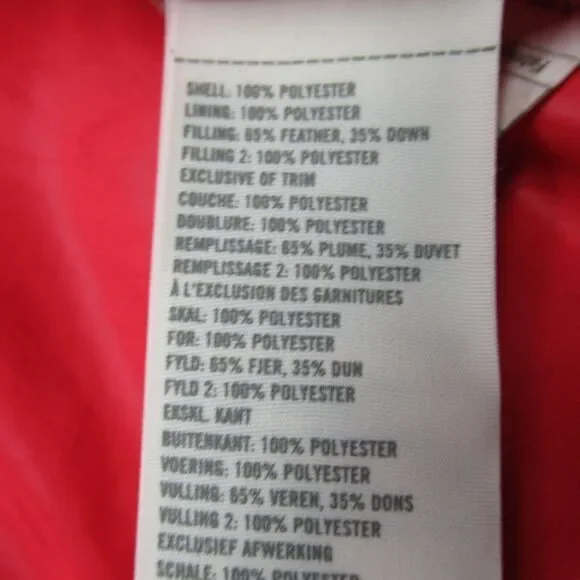 SHELL: 100% POLYESTER
LINING: 100% POLYESTER
FILLING: 65% FEATHER, 35% DOWN
FILLING 2: 100% POLYESTER
EXCLUSIVE OF TRIM
COUCHE: 100% POLYESTER
DOUBLURE: 100% POLYESTER
REMPLISSAGE: 65% PLUME, 35% DUVET
REMPLISSAGE 2: 100% POLYESTER
À L'EXCLUSION DES GARNITURES
SKAL: 100% POLYESTER
FOR: 100% POLYESTER
FYLD: 65% FJER, 35% DUN
FYLD 2: 100% POLYESTER
EKSKL. KANT
BUITENKANT: 100% POLYESTER
VOERING: 100% POLYESTER
VULLING: 65% VEREN, 35% DONS
VULLING 2: 100% POLYESTER
EXCLUSIEF AFWERKING
SCHALE: 100% POLYESTER